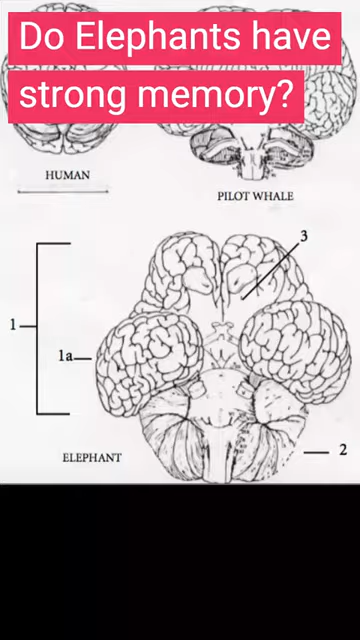 Do Elephants have
strong memory?
HUMAN
PILOT WHALE
3
1
1a
ELEPHANT
2